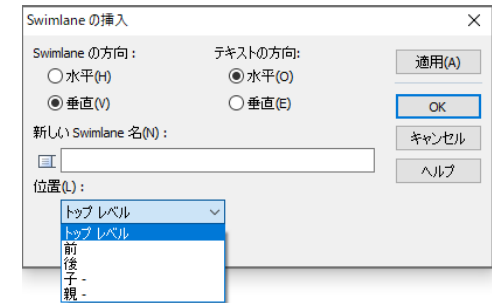 Swimlane の挿入
Swimlane の方向 :
テキストの方向:
適用(A)
水平(H)
水平(O)
垂直(V)
垂直(E)
OK
新しい Swimlane 名(N) :
キャンセル
ヘルプ
位置(L) :
トップ レベル
トップ レベル
前
後
子 -
親 -